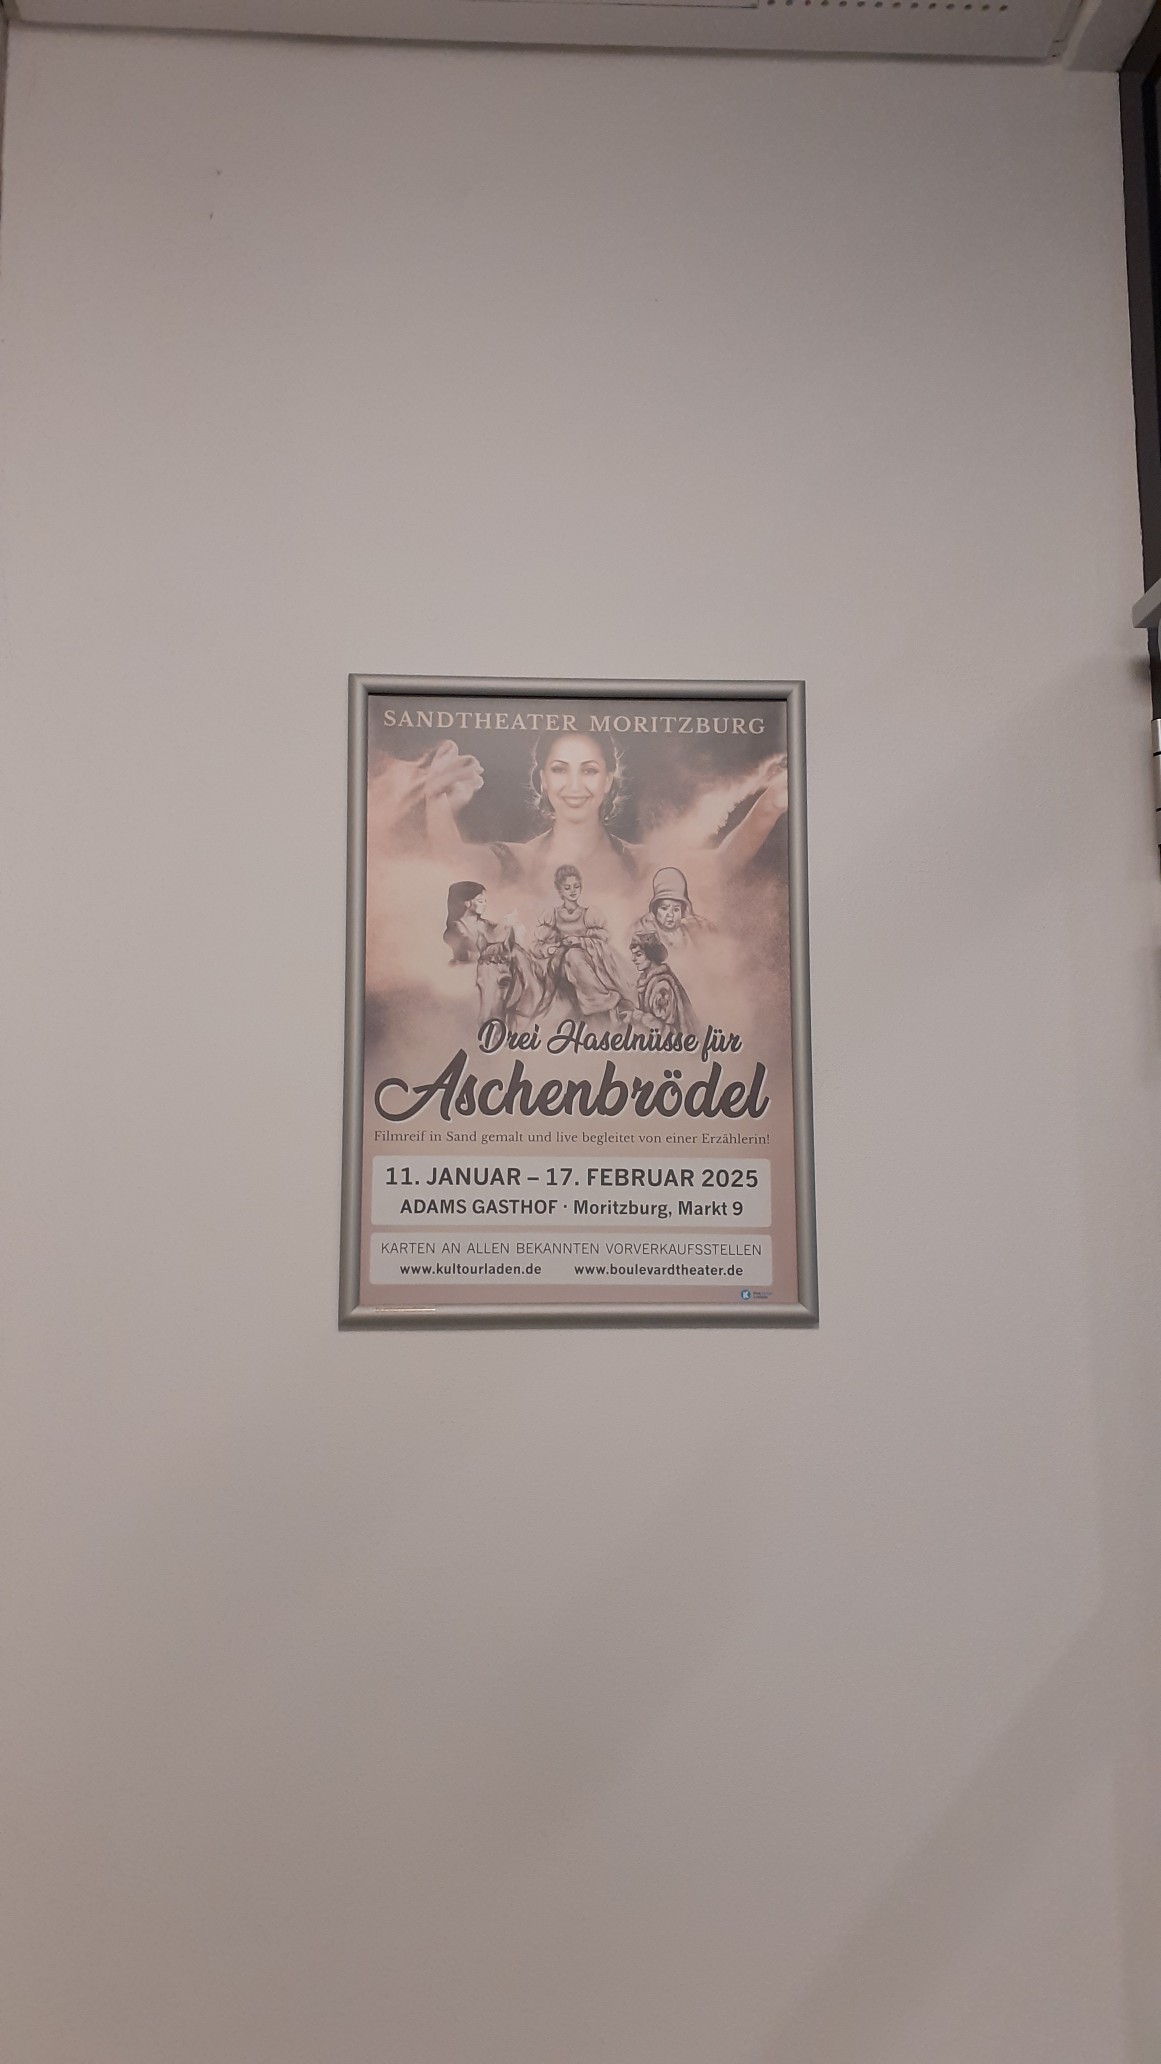 SANDTHEATER MORITZBURG
Drei Haselnüsse für
Aschenbrödel
Filmreif in Sand gemalt und live begleitet von einer Erzählerin!
11. JANUAR – 17. FEBRUAR 2025
ADAMS GASTHOF · Moritzburg, Markt 9
KARTEN AN ALLEN BEKANNTEN VORVERKAUFSSTELLEN
www.kultourladen.de www.boulevardtheater.de